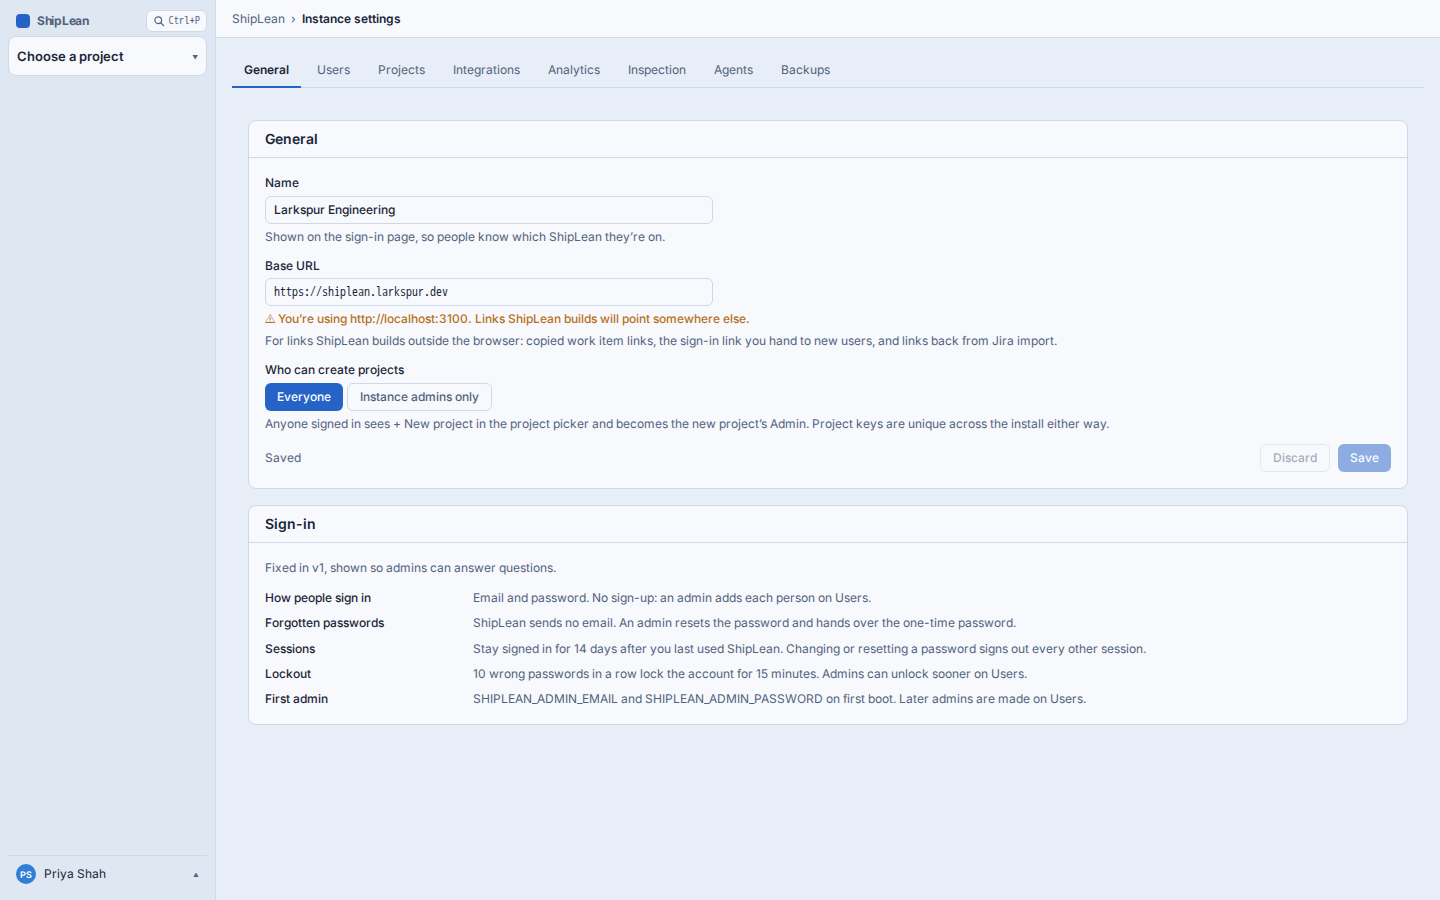 ShipLean
Ctrl+P
Choose a project
ShipLean › Instance settings
General
Users
Projects
Integrations
Analytics
Inspection
Agents
Backups
General
Name
Larkspur Engineering
Shown on the sign-in page, so people know which ShipLean they’re on.
Base URL
https://shiplean.larkspur.dev
⚠ You’re using http://localhost:3100. Links ShipLean builds will point somewhere else.
For links ShipLean builds outside the browser: copied work item links, the sign-in link you hand to new users, and links back from Jira import.
Who can create projects
Everyone
Instance admins only
Anyone signed in sees + New project in the project picker and becomes the new project’s Admin. Project keys are unique across the install either way.
Saved
Discard
Save
Sign-in
Fixed in v1, shown so admins can answer questions.
How people sign in
Email and password. No sign-up: an admin adds each person on Users.
Forgotten passwords
ShipLean sends no email. An admin resets the password and hands over the one-time password.
Sessions
Stay signed in for 14 days after you last used ShipLean. Changing or resetting a password signs out every other session.
Lockout
10 wrong passwords in a row lock the account for 15 minutes. Admins can unlock sooner on Users.
First admin
SHIPLEAN_ADMIN_EMAIL and SHIPLEAN_ADMIN_PASSWORD on first boot. Later admins are made on Users.
PS
Priya Shah